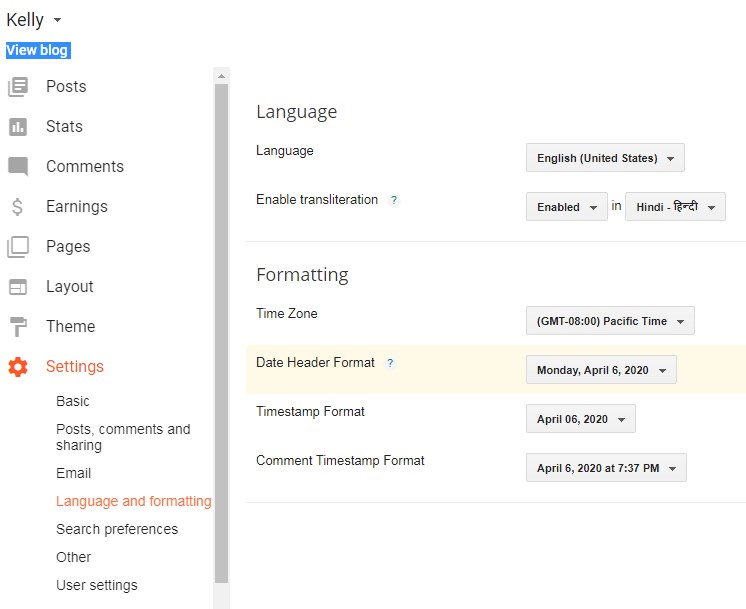 Kelly
View blog
Posts
Stats
Comments
Earnings
Pages
Layout
Theme
Settings
Basic
Posts, comments and
sharing
Email
Language and formatting
Search preferences
Other
User settings
Language
Language
English (United States)
Enable transliteration ?
Enabled in Hindi - हिन्दी
Formatting
Time Zone
(GMT-08:00) Pacific Time
Date Header Format ?
Monday, April 6, 2020
Timestamp Format
April 06, 2020
Comment Timestamp Format
April 6, 2020 at 7:37 PM